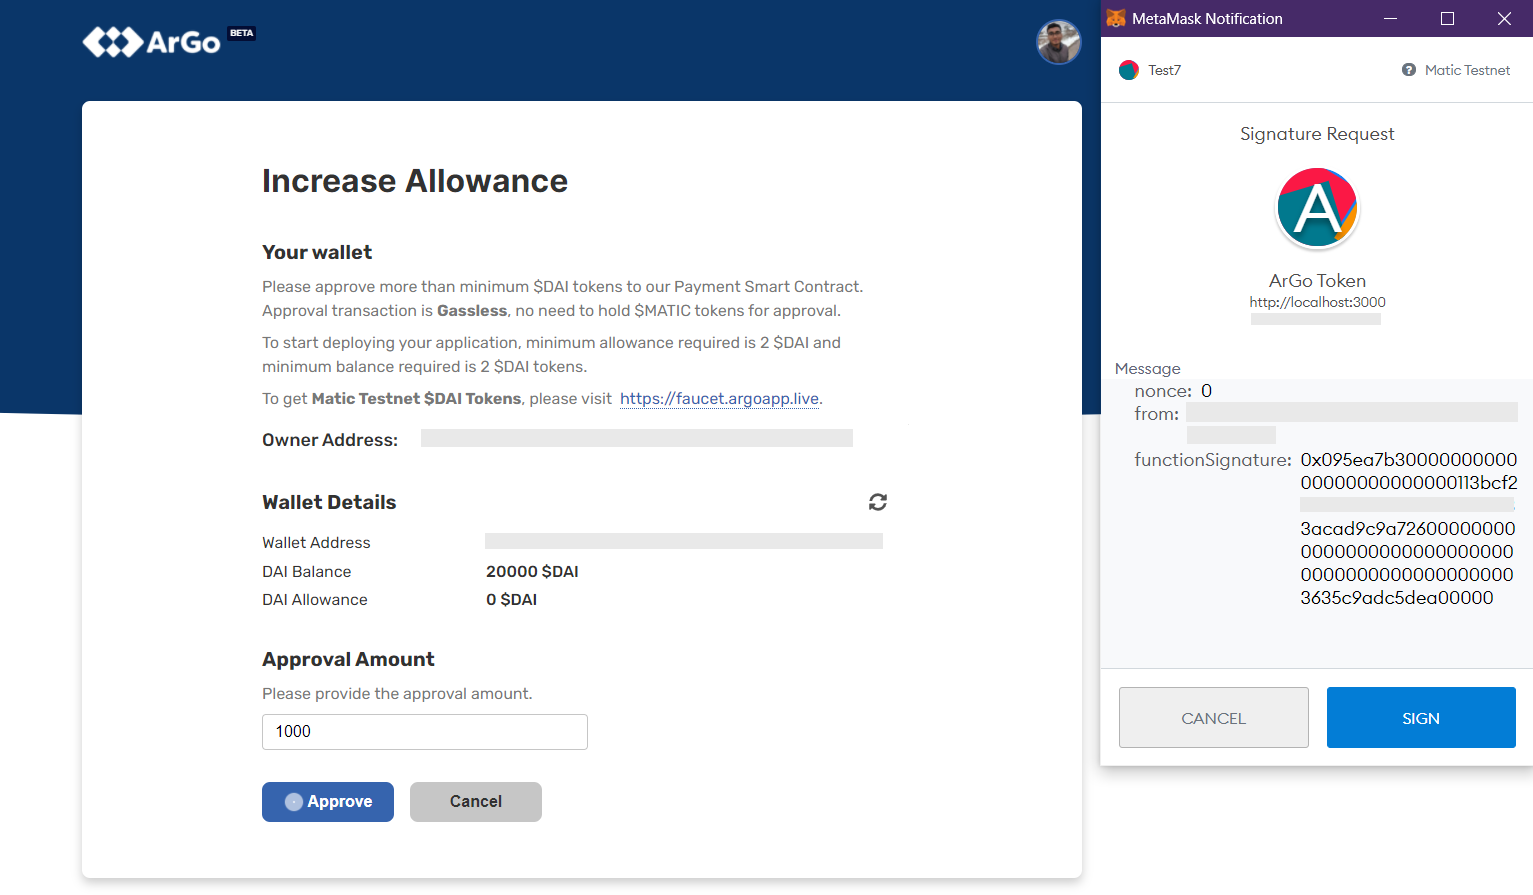 ArGo BETA
Increase Allowance
Your wallet
Please approve more than minimum $DAI tokens to our Payment Smart Contract.
Approval transaction is Gassless, no need to hold $MATIC tokens for approval.
To start deploying your application, minimum allowance required is 2 $DAI and
minimum balance required is 2 $DAI tokens.
To get Matic Testnet $DAI Tokens, please visit https://faucet.argoapp.live.
Owner Address:
Wallet Details
Wallet Address
DAI Balance 20000 $DAI
DAI Allowance 0 $DAI
Approval Amount
Please provide the approval amount.
1000
Approve Cancel
MetaMask Notification
Test7 ? Matic Testnet
Signature Request
A
ArGo Token
http://localhost:3000
Message
nonce: 0
from:
functionSignature: 0x095ea7b30000000000
00000000000000113bcf2
3acad9c9a72600000000
00000000000000000000
00000000000000000000
3635c9adc5dea00000
CANCEL SIGN